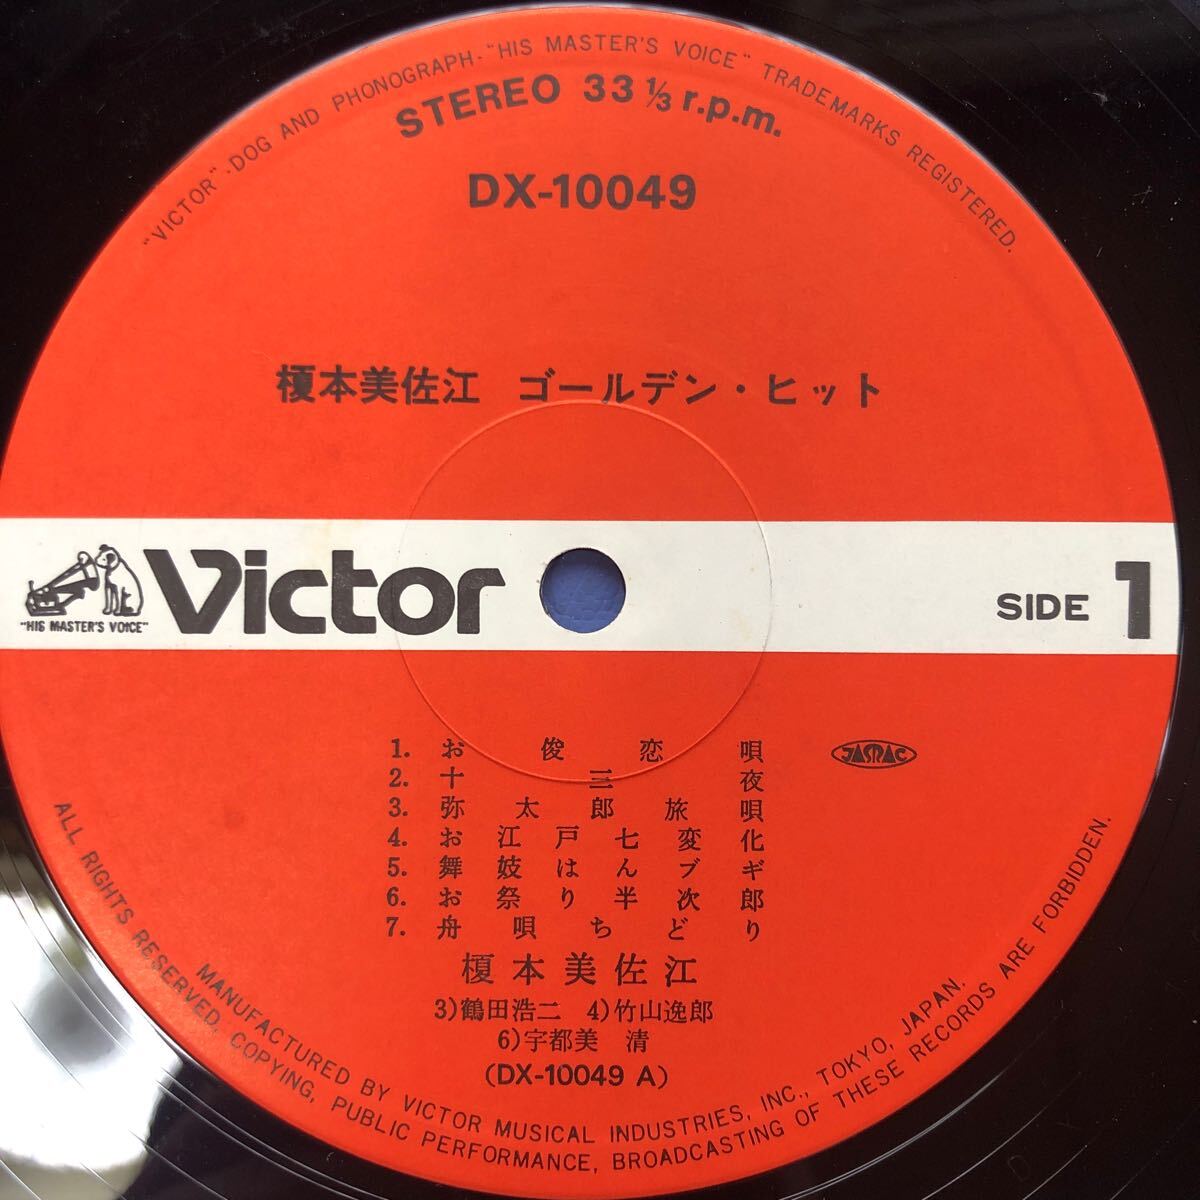 "VICTOR"-DOG AND PHONOGRAPH-"HIS MASTER'S VOICE" TRADEMARKS REGISTERED.
STEREO 33 1/3 r.p.m.
DX-10049
榎本美佐江 ゴールデン・ヒット
"HIS MASTER'S VOICE"
Victor
SIDE 1
1. お俊恋唄
JASRAC
2. 十三夜
3. 弥太郎旅唄
4. お江戸七変化
5. 舞妓はんブギ
6. お祭り半次郎
7. 舟唄ちどり
榎本美佐江
3)鶴田浩二 4)竹山逸郎
6)宇都美 清
(DX-10049 A)
MANUFACTURED BY VICTOR MUSICAL INDUSTRIES, INC., TOKYO, JAPAN.
ALL RIGHTS RESERVED, COPYING, PUBLIC PERFORMANCE, BROADCASTING OF THESE RECORDS ARE FORBIDDEN.